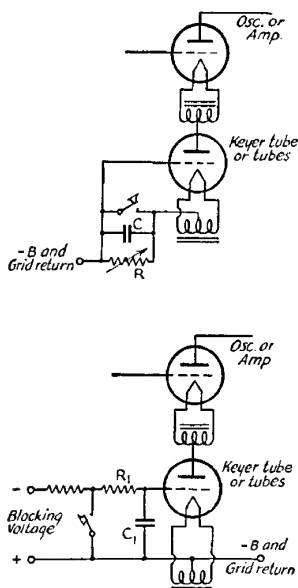 Osc. or
Amp.
Keyer tube
or tubes
C
-B and
Grid return
R
Osc. or
Amp
R1
Keyer tube
or tubes
-
Blocking
Voltage
C1
+
-B and
Grid return